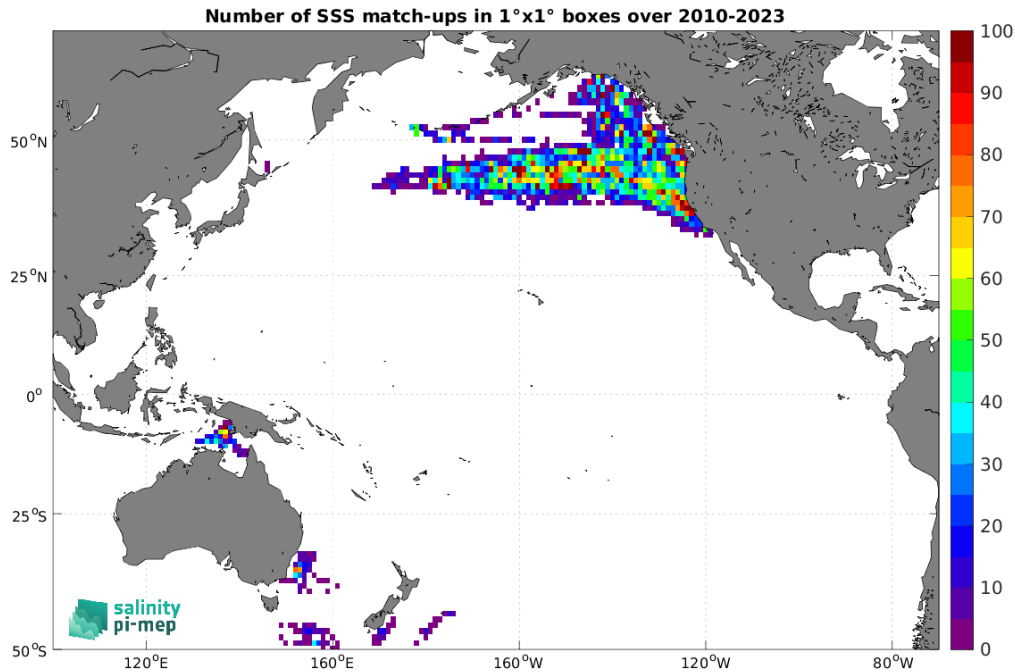 Number of SSS match-ups in 1°x1° boxes over 2010-2023
100
90
80
70
60
50
40
30
20
10
0
50°N
25°N
0°
25°S
50°S
120°E
160°E
160°W
120°W
80°W
salinity
pi-mep